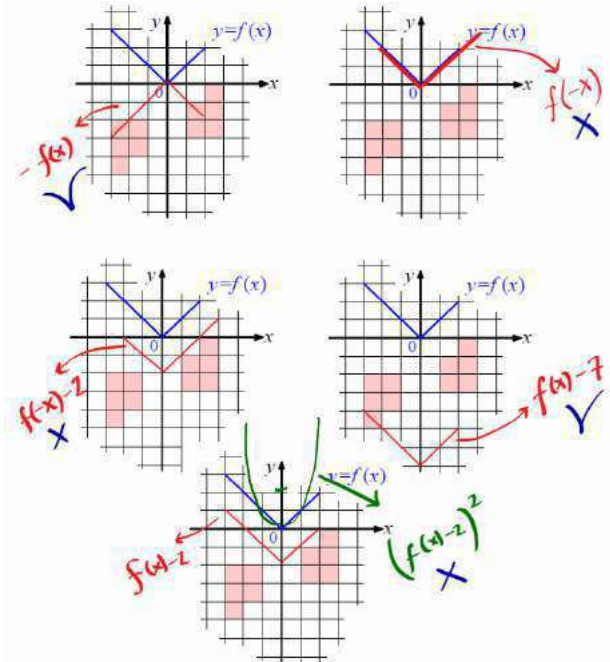 y
y=f(x)
x
0
-f(x)
✓
y
y=f(x)
x
0
f(-x)
×
y
y=f(x)
x
0
f(-x)-2
×
y
y=f(x)
x
0
f(x)-7
✓
y
y=f(x)
x
0
f(x)-2
(f(x)-2)²
×